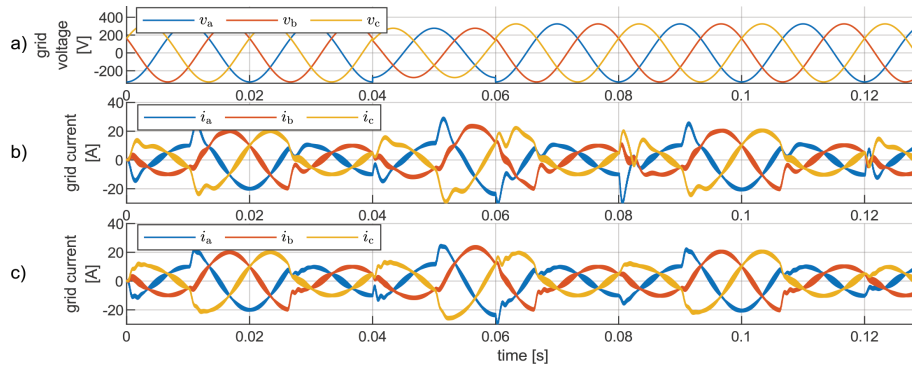 a)
grid voltage [V]
400
200
0
-200
v_a v_b v_c
0 0.02 0.04 0.06 0.08 0.1 0.12
b)
grid current [A]
40
20
0
-20
i_a i_b i_c
0 0.02 0.04 0.06 0.08 0.1 0.12
c)
grid current [A]
40
20
0
-20
i_a i_b i_c
0 0.02 0.04 0.06 0.08 0.1 0.12
time [s]